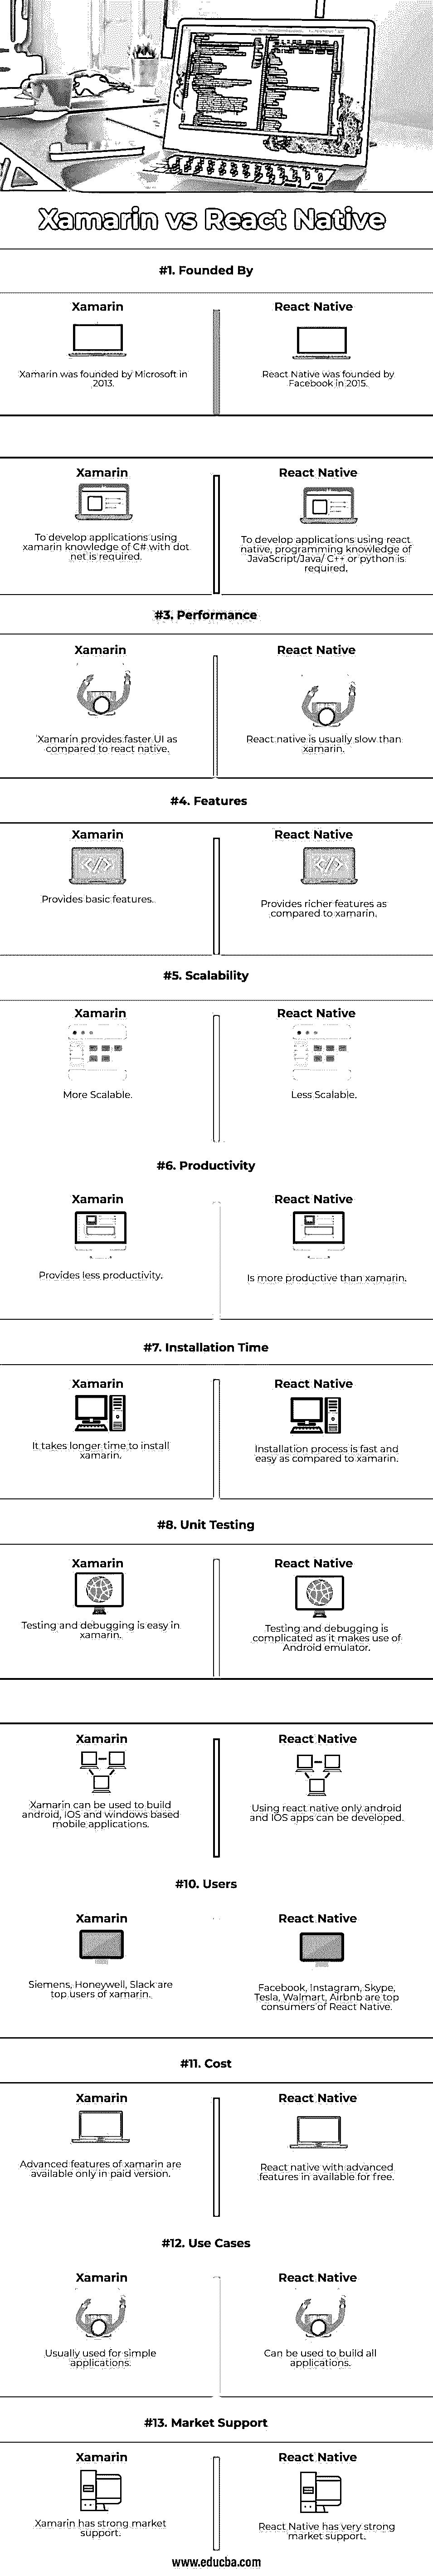 Xamarin vs React Native
#1. Founded By
Xamarin
React Native
Xamarin was founded by Microsoft in
2013.
React Native was founded by
Facebook in 2015.
Xamarin
React Native
To develop applications using
xamarin knowledge of C# with dot
net is required.
To develop applications using react
native, programming knowledge of
JavaScript/Java/ C++ or python is
required.
#3. Performance
Xamarin
React Native
Xamarin provides faster UI as
compared to react native.
React native is usually slow than
xamarin.
#4. Features
Xamarin
React Native
Provides basic features.
Provides richer features as
compared to xamarin.
#5. Scalability
Xamarin
React Native
More Scalable.
Less Scalable.
#6. Productivity
Xamarin
React Native
Provides less productivity.
Is more productive than xamarin.
#7. Installation Time
Xamarin
React Native
It takes longer time to install
xamarin.
Installation process is fast and
easy as compared to xamarin.
#8. Unit Testing
Xamarin
React Native
Testing and debugging is easy in
xamarin.
Testing and debugging is
complicated as it makes use of
Android emulator.
Xamarin
React Native
Xamarin can be used to build
android, IOS and windows based
mobile applications.
Using react native only android
and IOS apps can be developed.
#10. Users
Xamarin
React Native
Siemens, Honeywell, Slack are
top users of xamarin.
Facebook, Instagram, Skype,
Tesla, Walmart, Airbnb are top
consumers of React Native.
#11. Cost
Xamarin
React Native
Advanced features of xamarin are
available only in paid version.
React native with advanced
features in available for free.
#12. Use Cases
Xamarin
React Native
Usually used for simple
applications.
Can be used to build all
applications.
#13. Market Support
Xamarin
React Native
Xamarin has strong market
support.
React Native has very strong
market support.
www.educba.com